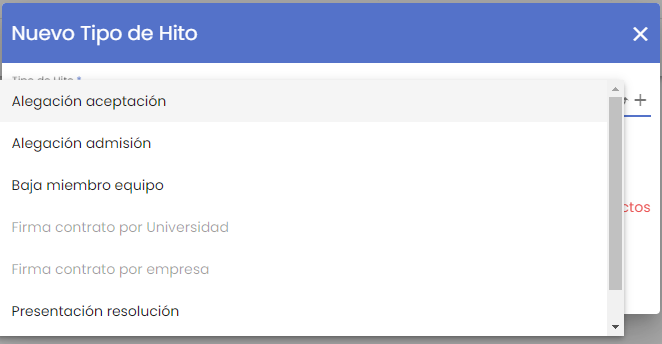 Nuevo Tipo de Hito
Tipo de Hito *
Alegación aceptación
Alegación admisión
Baja miembro equipo
Firma contrato por Universidad
Firma contrato por empresa
Presentación resolución